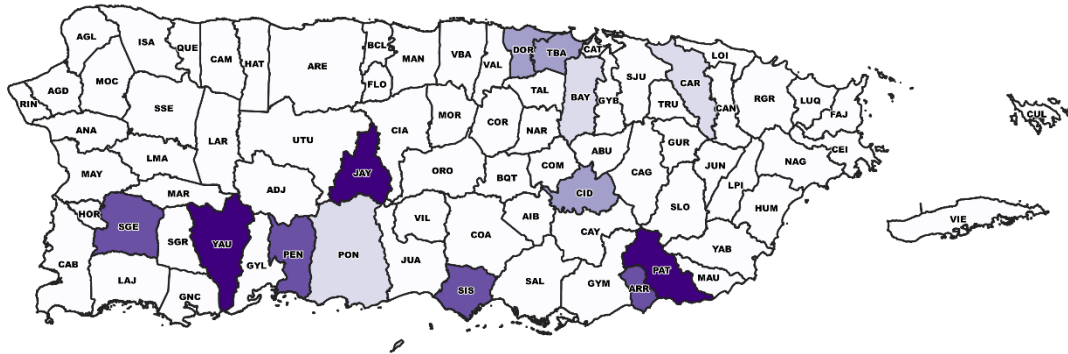 AGL
ISA
QUE
CAM
HAT
ARE
BCL
MAN
VBA
VAL
DOR
TBA
CAT
LOI
MOC
FLO
SJU
CAR
AGD
RIN
SSE
TAL
BAY
GYB
TRU
CAN
RGR
LUQ
FAJ
CUL
ANA
LAR
UTU
CIA
MOR
COR
NAR
LMA
ABU
GUR
CEI
MAY
JAY
ORO
BQT
COM
CAG
JUN
NAG
MAR
ADJ
CID
LPI
HOR
SGE
VIL
AIB
SLO
HUM
VIE
SGR
YAU
PEN
PON
COA
CAY
YAB
CAB
GYL
JUA
PAT
MAU
LAJ
GNC
SIS
SAL
GYM
ARR